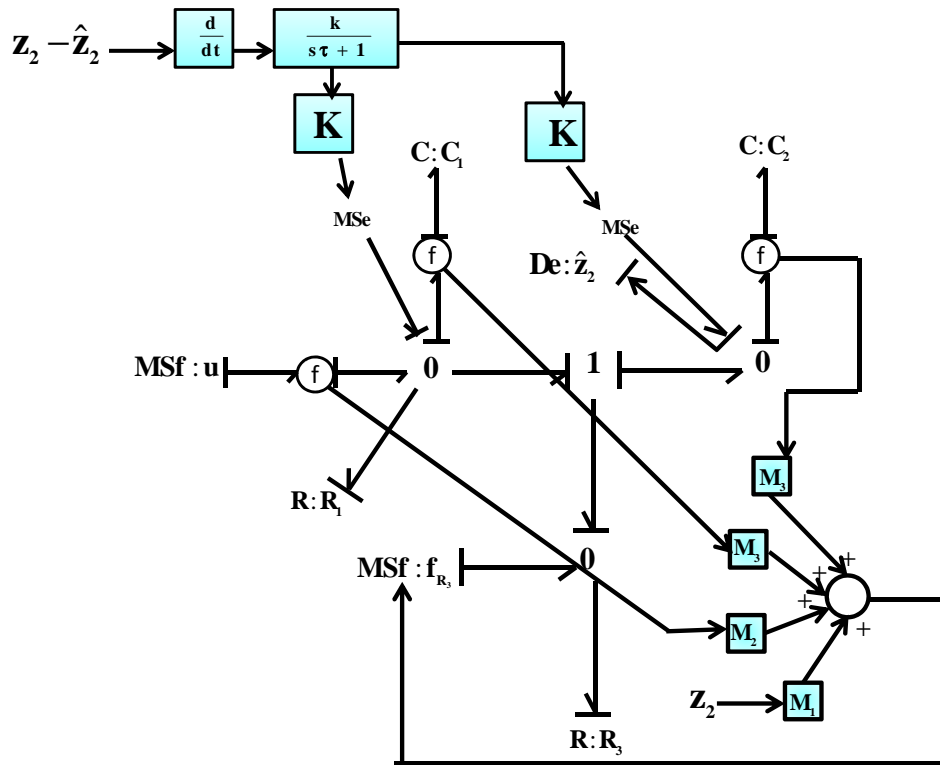 z₂ − ẑ₂
d
dt
k
sτ + 1
K
K
C:C₁
C:C₂
MSe
MSe
f
f
De:ẑ₂
MSf:u
f
0
1
0
R:R₁
M₃
MSf:f_R₃
0
M₃
+
+
+
+
M₂
z₂
M₁
R:R₃